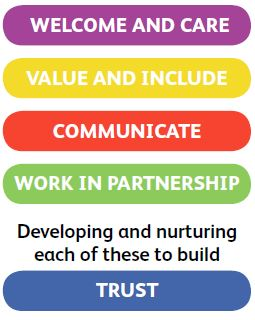 WELCOME AND CARE
VALUE AND INCLUDE
COMMUNICATE
WORK IN PARTNERSHIP
Developing and nurturing
each of these to build
TRUST